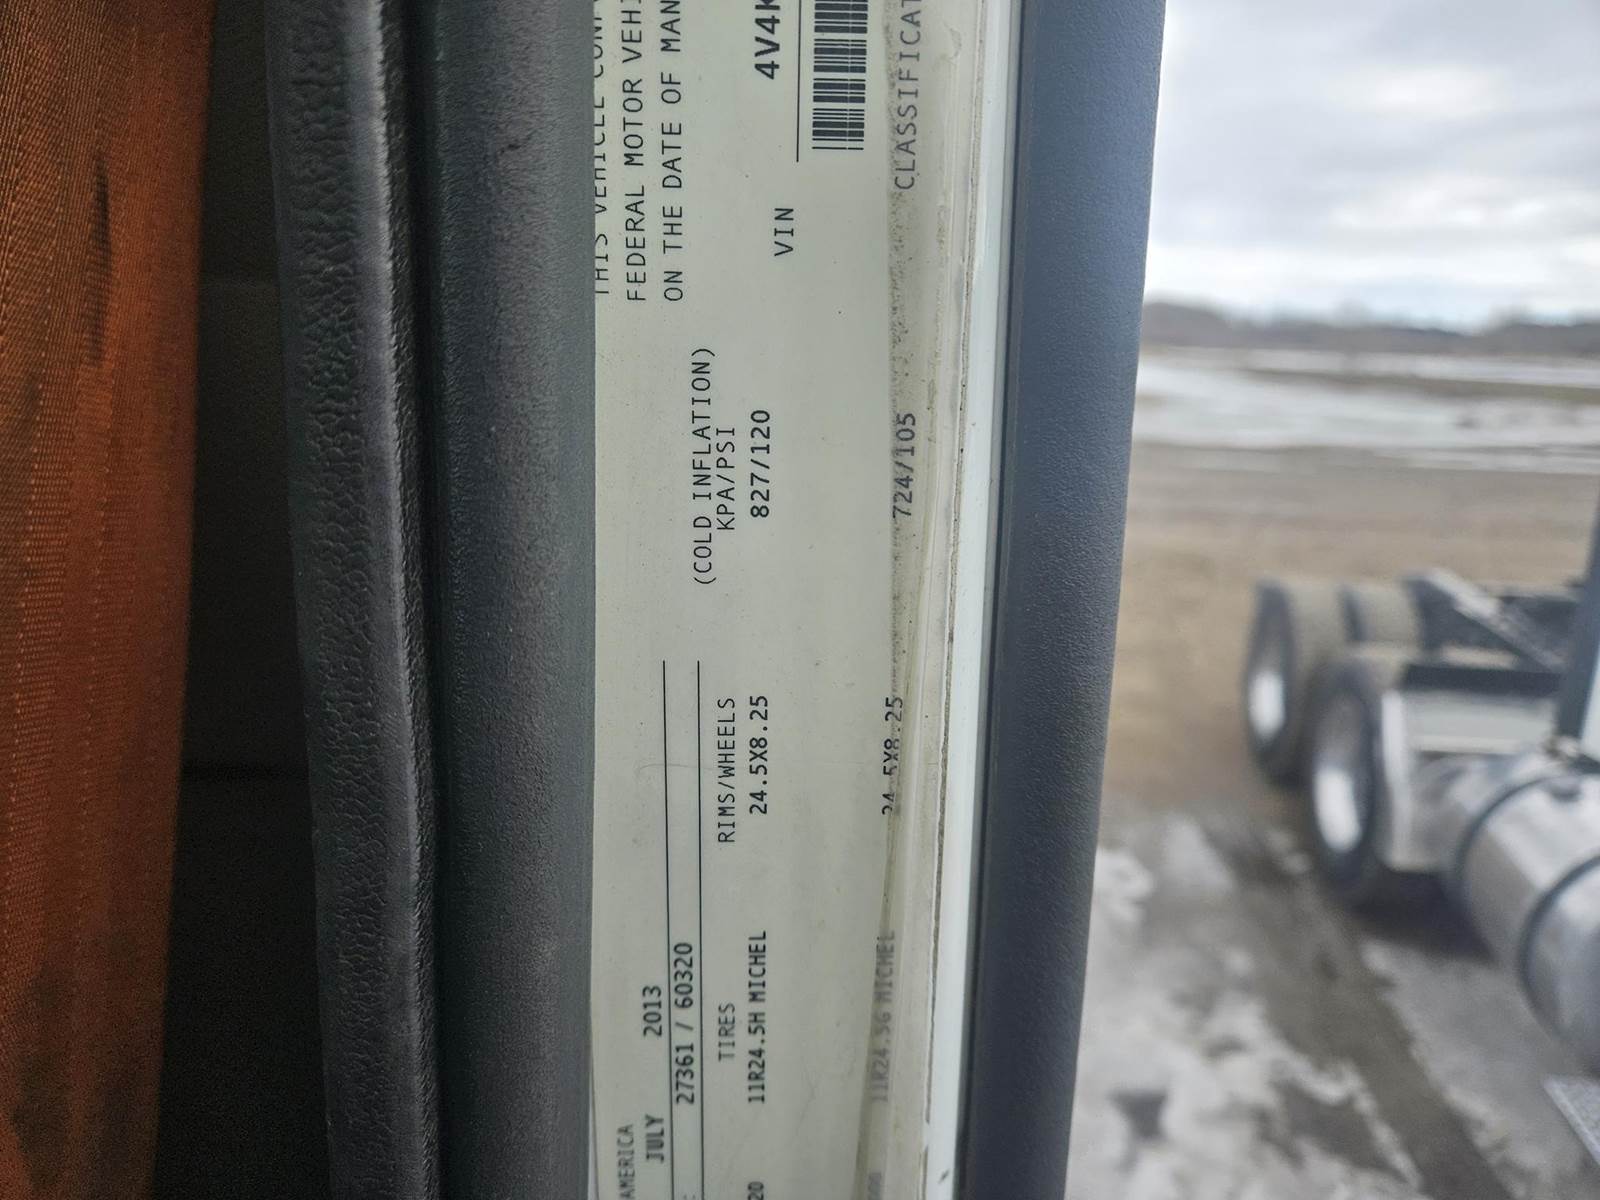 AMERICA
JULY 2013
27361 / 60320
TIRES RIMS/WHEELS (COLD INFLATION)
KPA/PSI
20 11R24.5H MICHEL 24.5X8.25 827/120
11R24.5G MICHEL 24.5X8.25 724/105
THIS VEHICLE
FEDERAL MOTOR VEHI
ON THE DATE OF MAN
VIN 4V4K
CLASSIFICAT